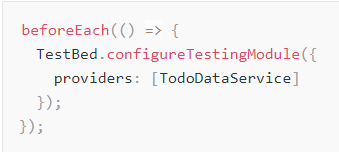 beforeEach(() => {
  TestBed.configureTestingModule({
    providers: [TodoDataService]
  });
});